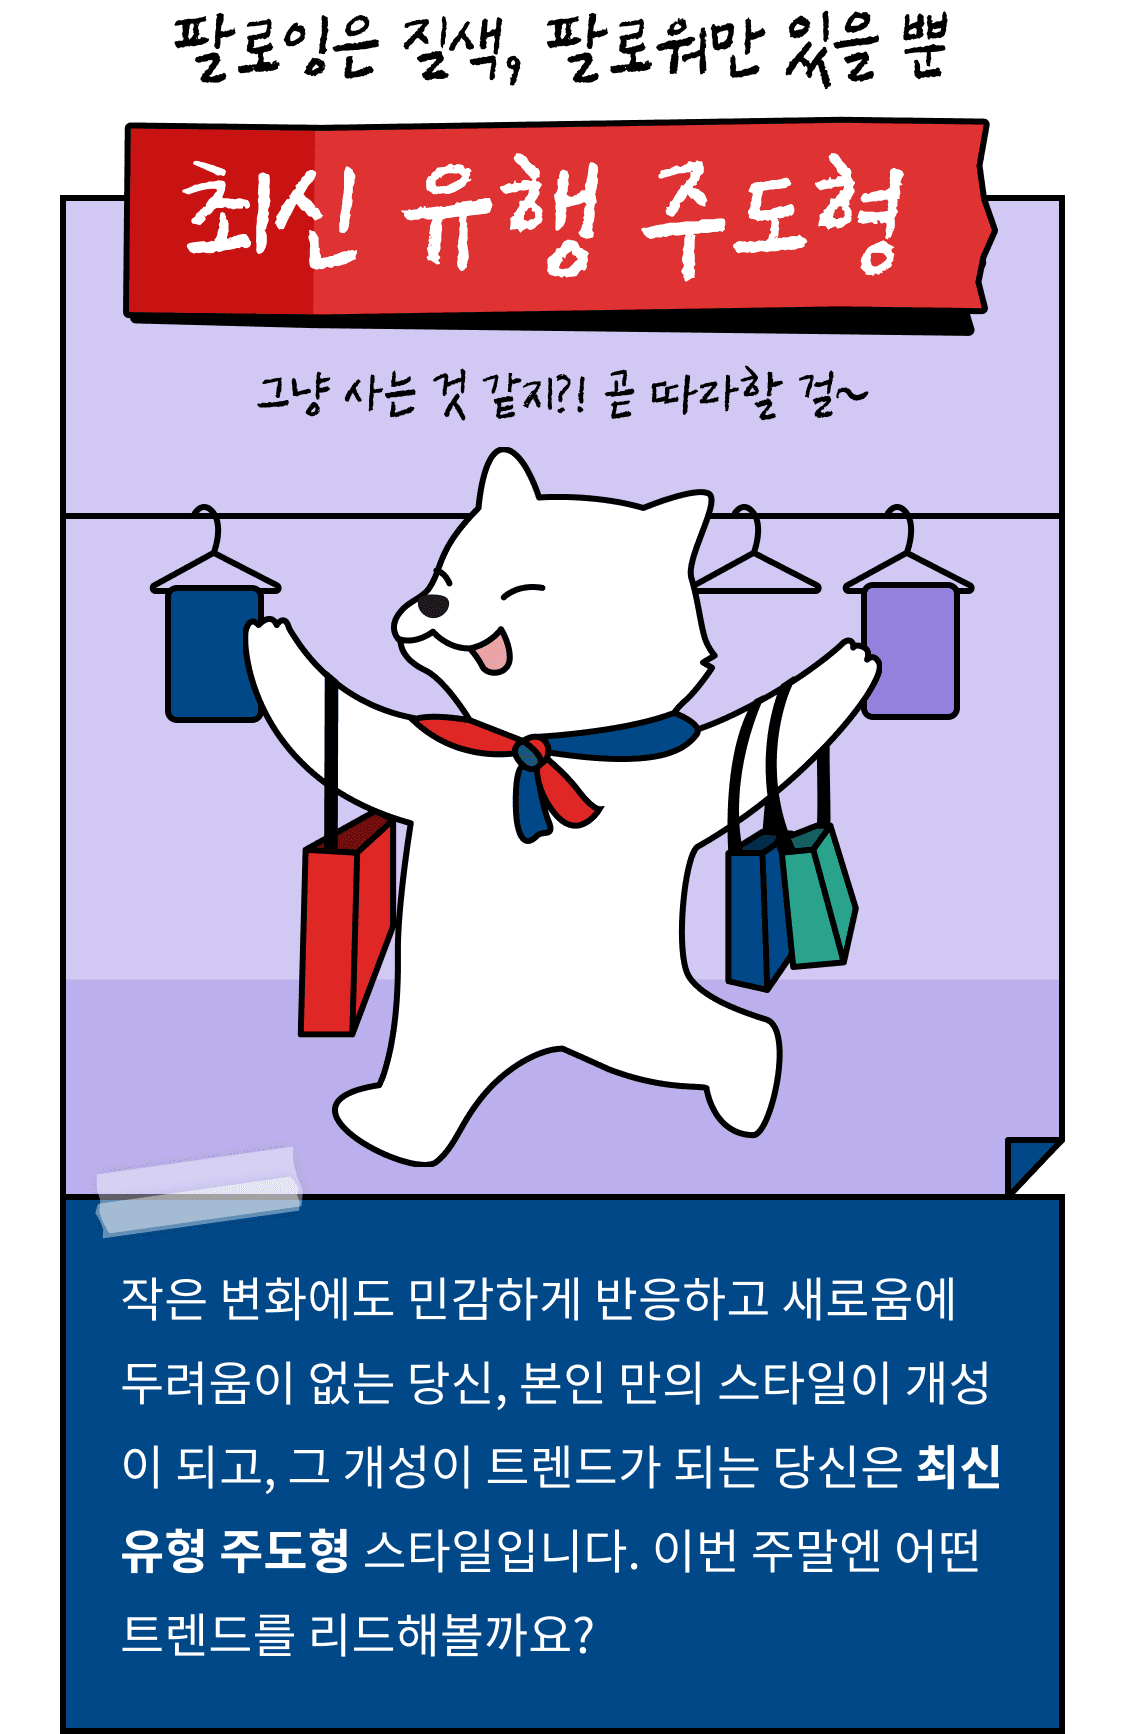 팔로잉은 질색, 팔로워만 있을 뿐
최신 유행 주도형
그냥 사는 것 같지?! 곧 따라할 걸~
작은 변화에도 민감하게 반응하고 새로움에
두려움이 없는 당신, 본인 만의 스타일이 개성
이 되고, 그 개성이 트렌드가 되는 당신은 최신
유형 주도형 스타일입니다. 이번 주말엔 어떤
트렌드를 리드해볼까요?